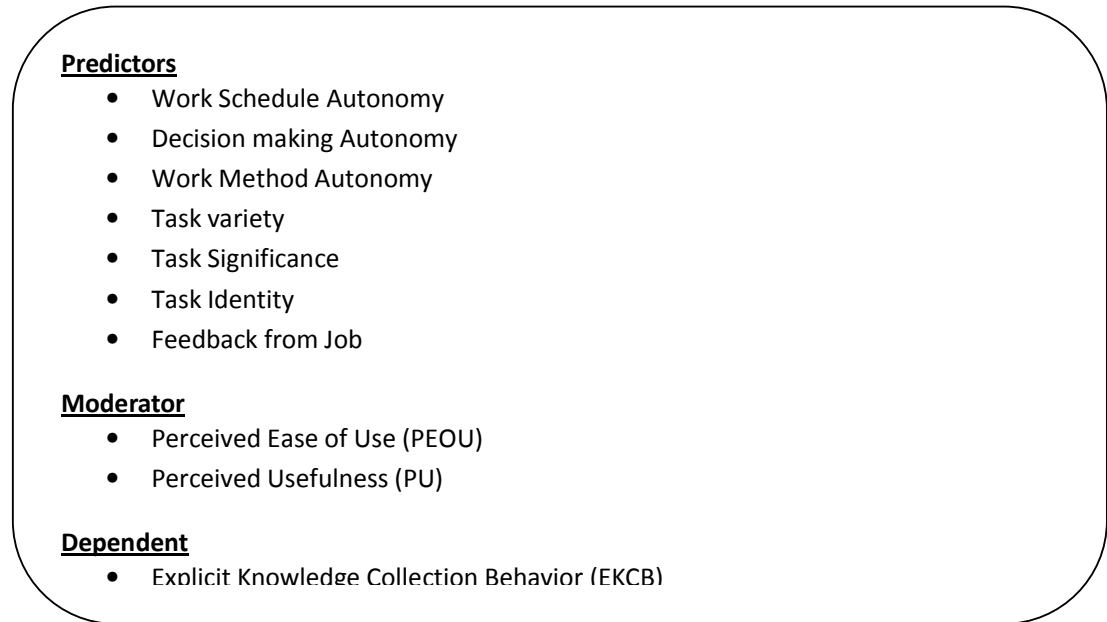 Predictors
• Work Schedule Autonomy
• Decision making Autonomy
• Work Method Autonomy
• Task variety
• Task Significance
• Task Identity
• Feedback from Job
Moderator
• Perceived Ease of Use (PEOU)
• Perceived Usefulness (PU)
Dependent
• Explicit Knowledge Collection Behavior (EKCB)